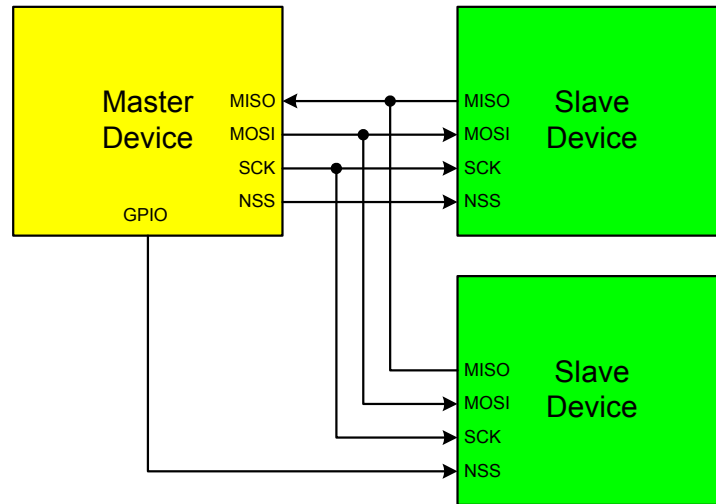 Master
Device
MISO
MOSI
SCK
NSS
GPIO
MISO
MOSI
SCK
NSS
Slave
Device
MISO
MOSI
SCK
NSS
Slave
Device